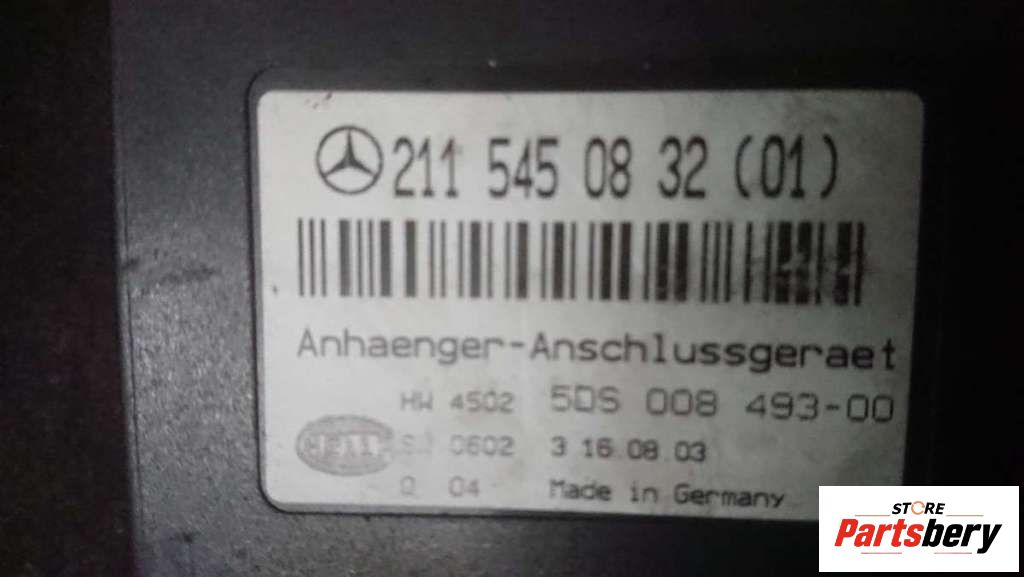 211 545 08 32 (01)
Anhaenger-Anschlussgeraet
HW 4502 5DS 008 493-00
HELLA 0602 3 16.08.03
Q 04 Made in Germany
STORE
Partsbery